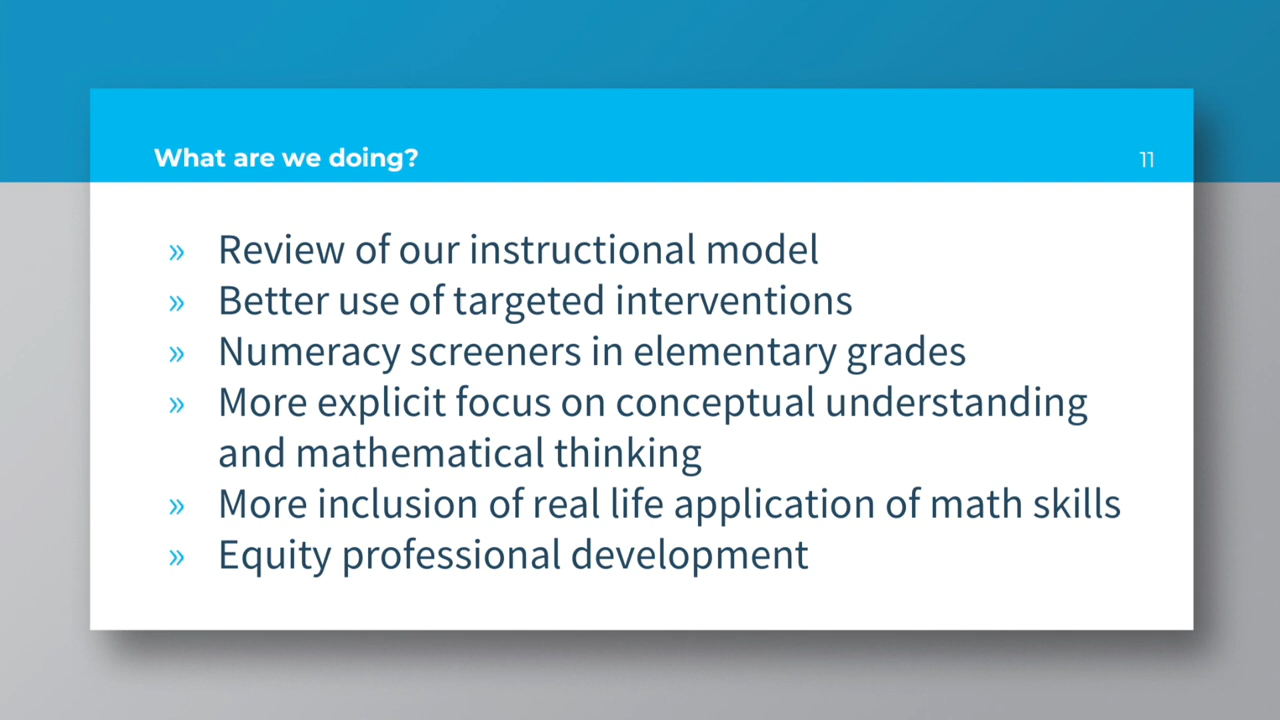 What are we doing?
11
» Review of our instructional model
» Better use of targeted interventions
» Numeracy screeners in elementary grades
» More explicit focus on conceptual understanding
and mathematical thinking
» More inclusion of real life application of math skills
» Equity professional development